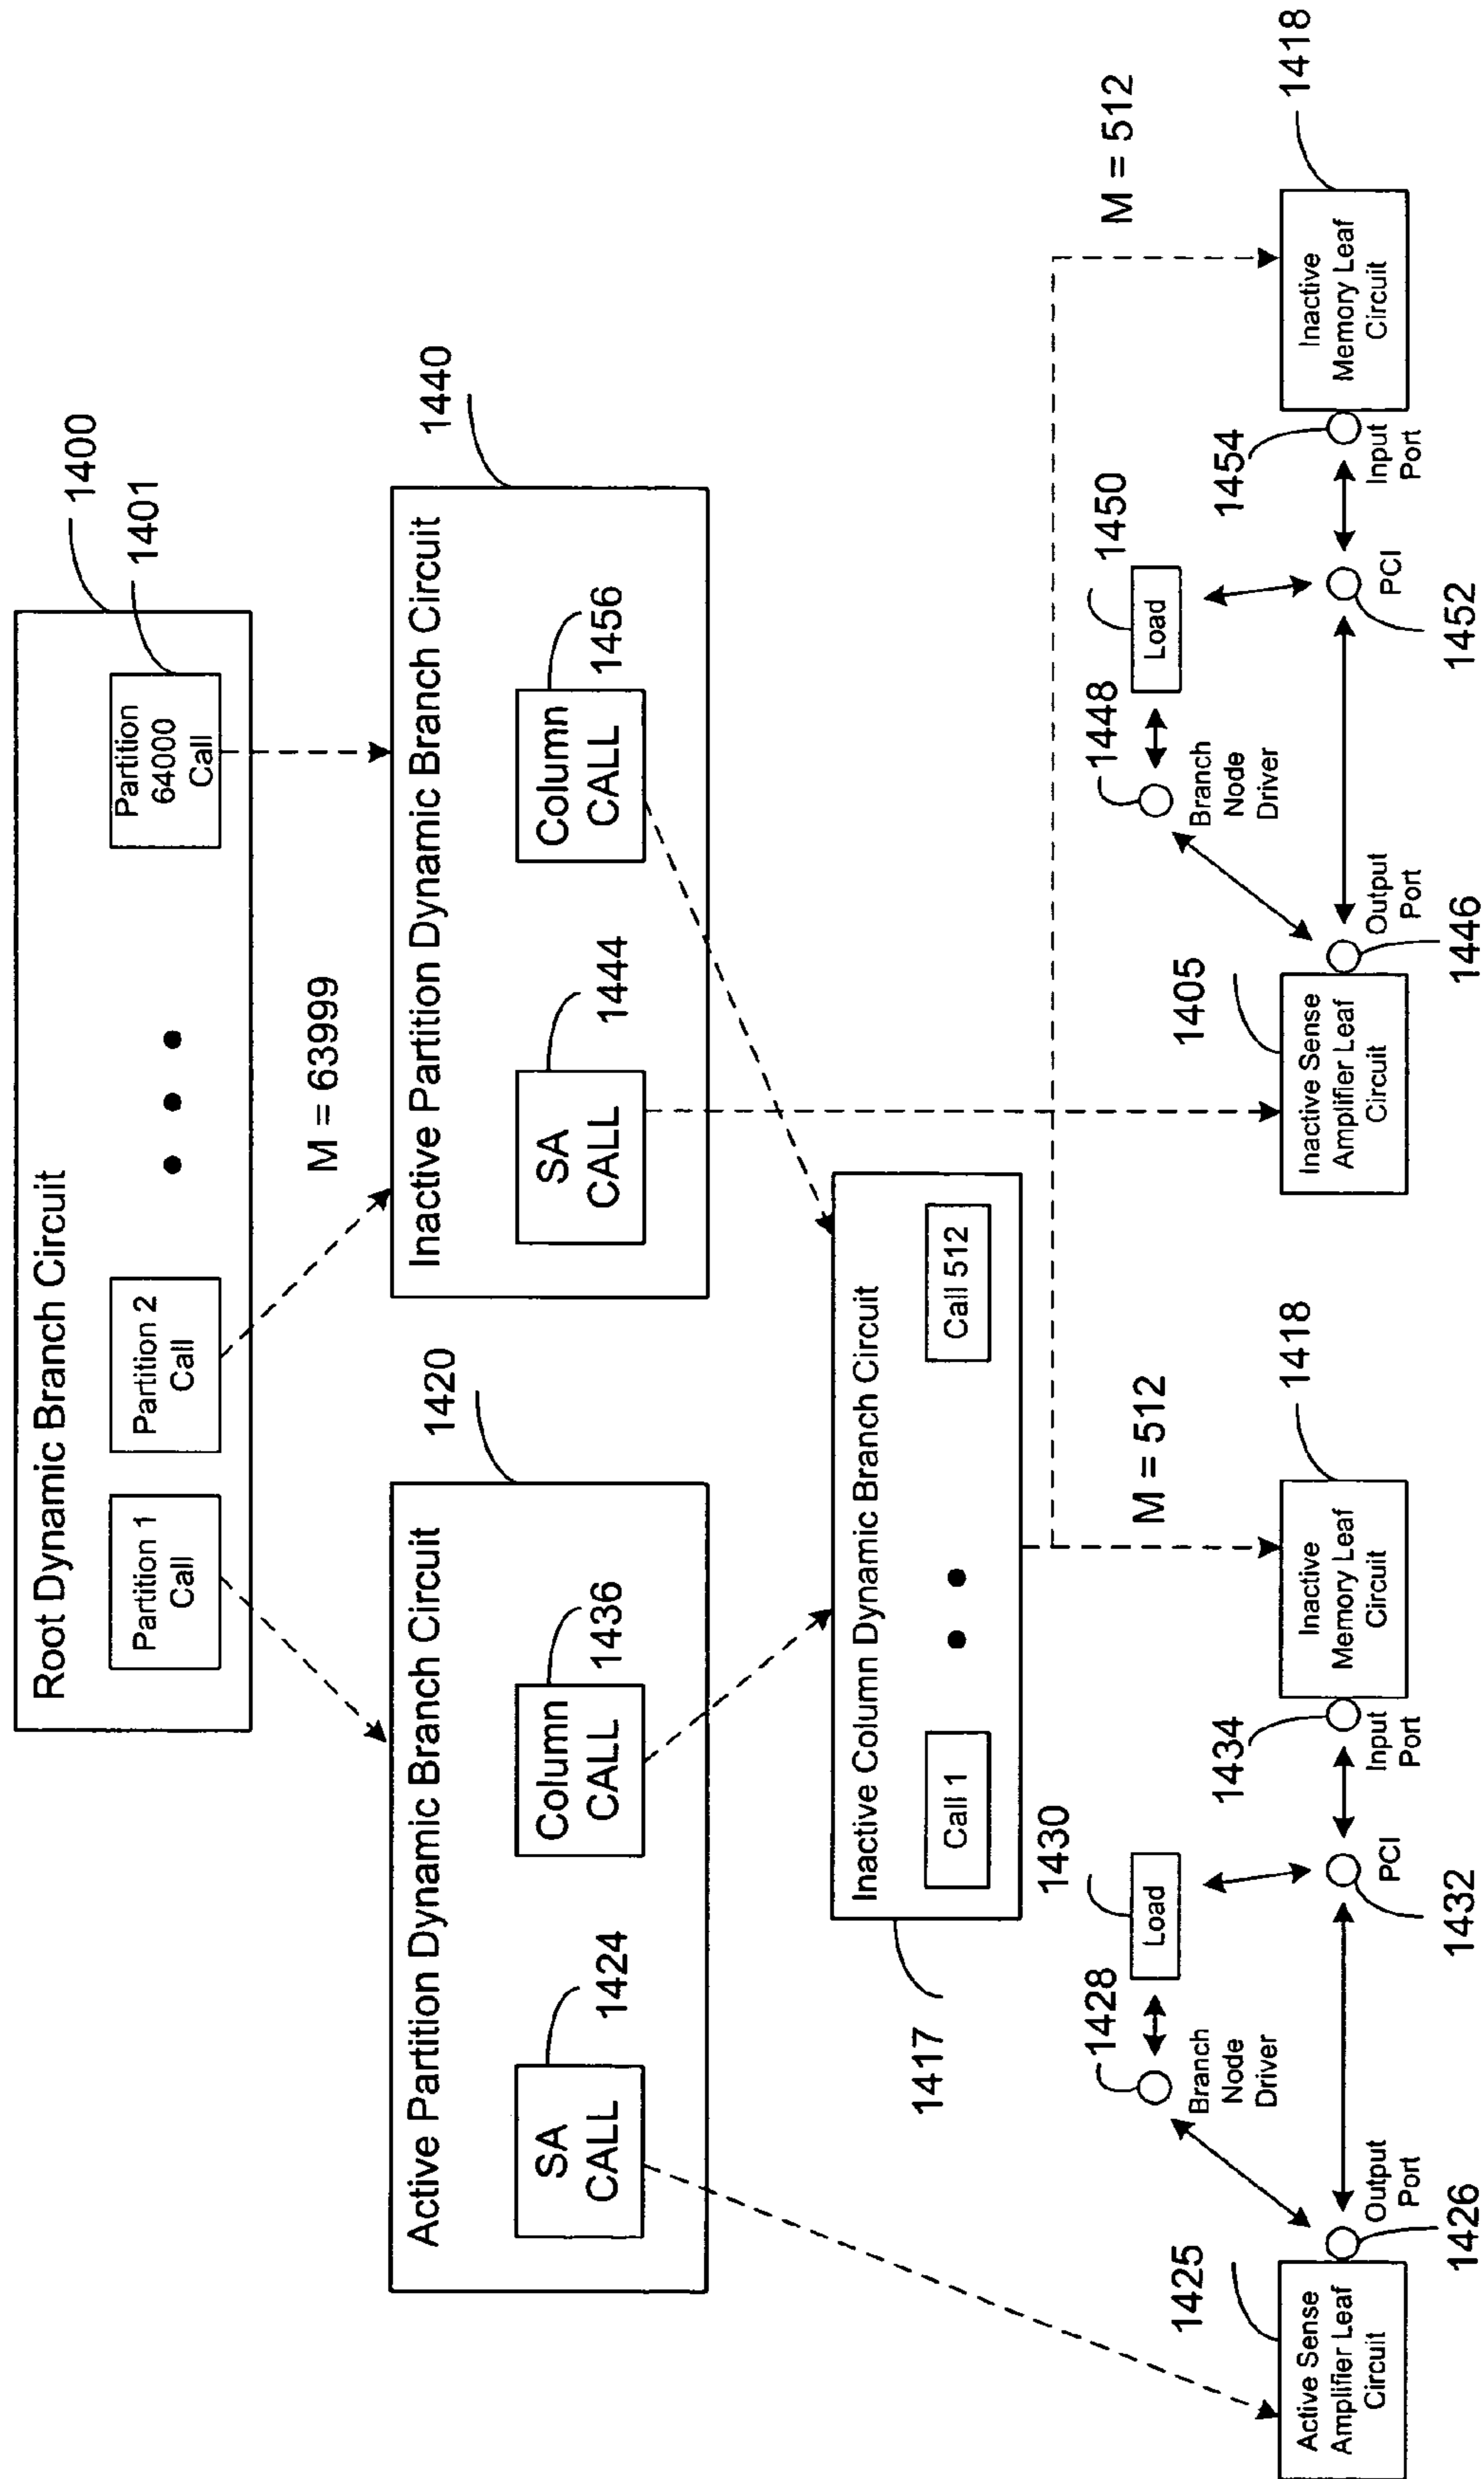 Root Dynamic Branch Circuit
1400
Partition 1
Call
Partition 2
Call
Partition
64000
Call
1401
M = 63999
1420
Active Partition Dynamic Branch Circuit
SA
CALL
1424
Column
CALL
1436
1440
Inactive Partition Dynamic Branch Circuit
SA
CALL
1444
Column
CALL
1456
1417
Inactive Column Dynamic Branch Circuit
Call 1
Call 512
M = 512
M = 512
1425
Active Sense
Amplifier Leaf
Circuit
1426
Output
Port
1428
Branch
Node
Driver
1430
Load
1432
PCI
1434
Input
Port
1418
Inactive
Memory Leaf
Circuit
1405
Inactive Sense
Amplifier Leaf
Circuit
1446
Output
Port
1448
Branch
Node
Driver
1450
Load
1452
PCI
1454
Input
Port
1418
Inactive
Memory Leaf
Circuit